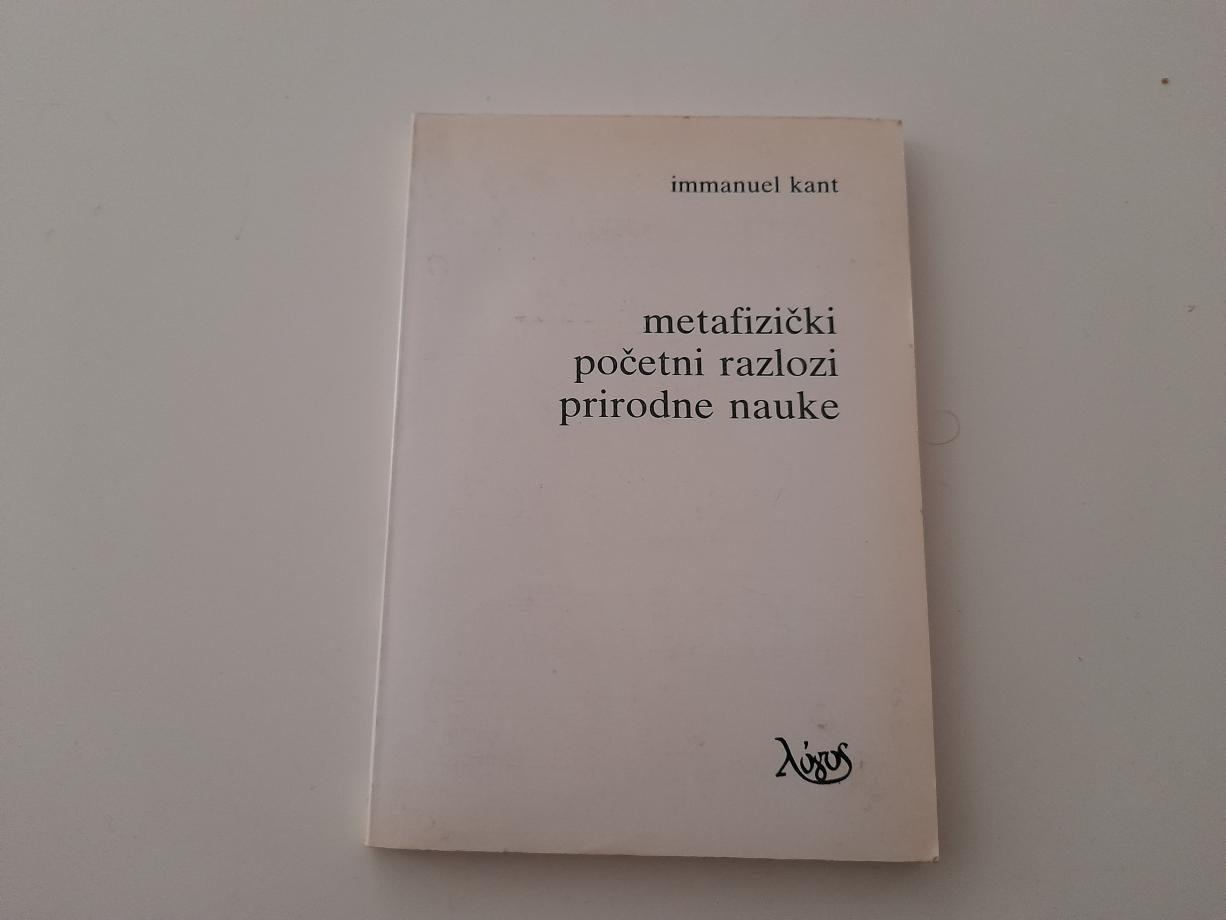 immanuel kant
metafizički
početni razlozi
prirodne nauke
λόγος